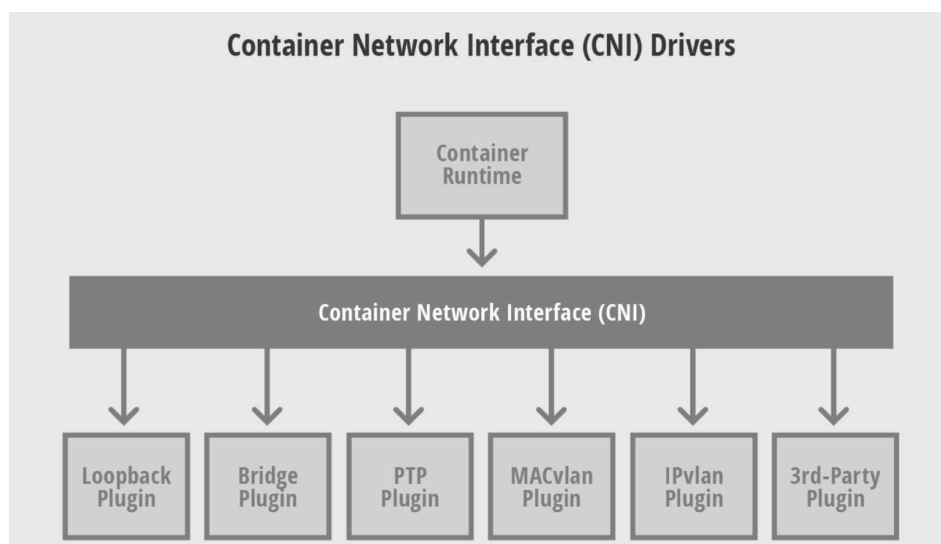 Container Network Interface (CNI) Drivers
Container
Runtime
Container Network Interface (CNI)
Loopback
Plugin
Bridge
Plugin
PTP
Plugin
MACvlan
Plugin
IPvlan
Plugin
3rd-Party
Plugin